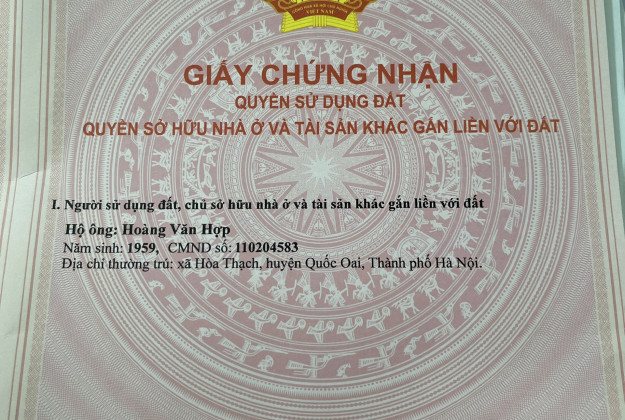 VIỆT NAM
GIẤY CHỨNG NHẬN
QUYỀN SỬ DỤNG ĐẤT
QUYỀN SỞ HỮU NHÀ Ở VÀ TÀI SẢN KHÁC GẮN LIỀN VỚI ĐẤT
I. Người sử dụng đất, chủ sở hữu nhà ở và tài sản khác gắn liền với đất
Hộ ông: Hoàng Văn Hợp
Năm sinh: 1959, CMND số: 110204583
Địa chỉ thường trú: xã Hòa Thạch, huyện Quốc Oai, Thành phố Hà Nội.